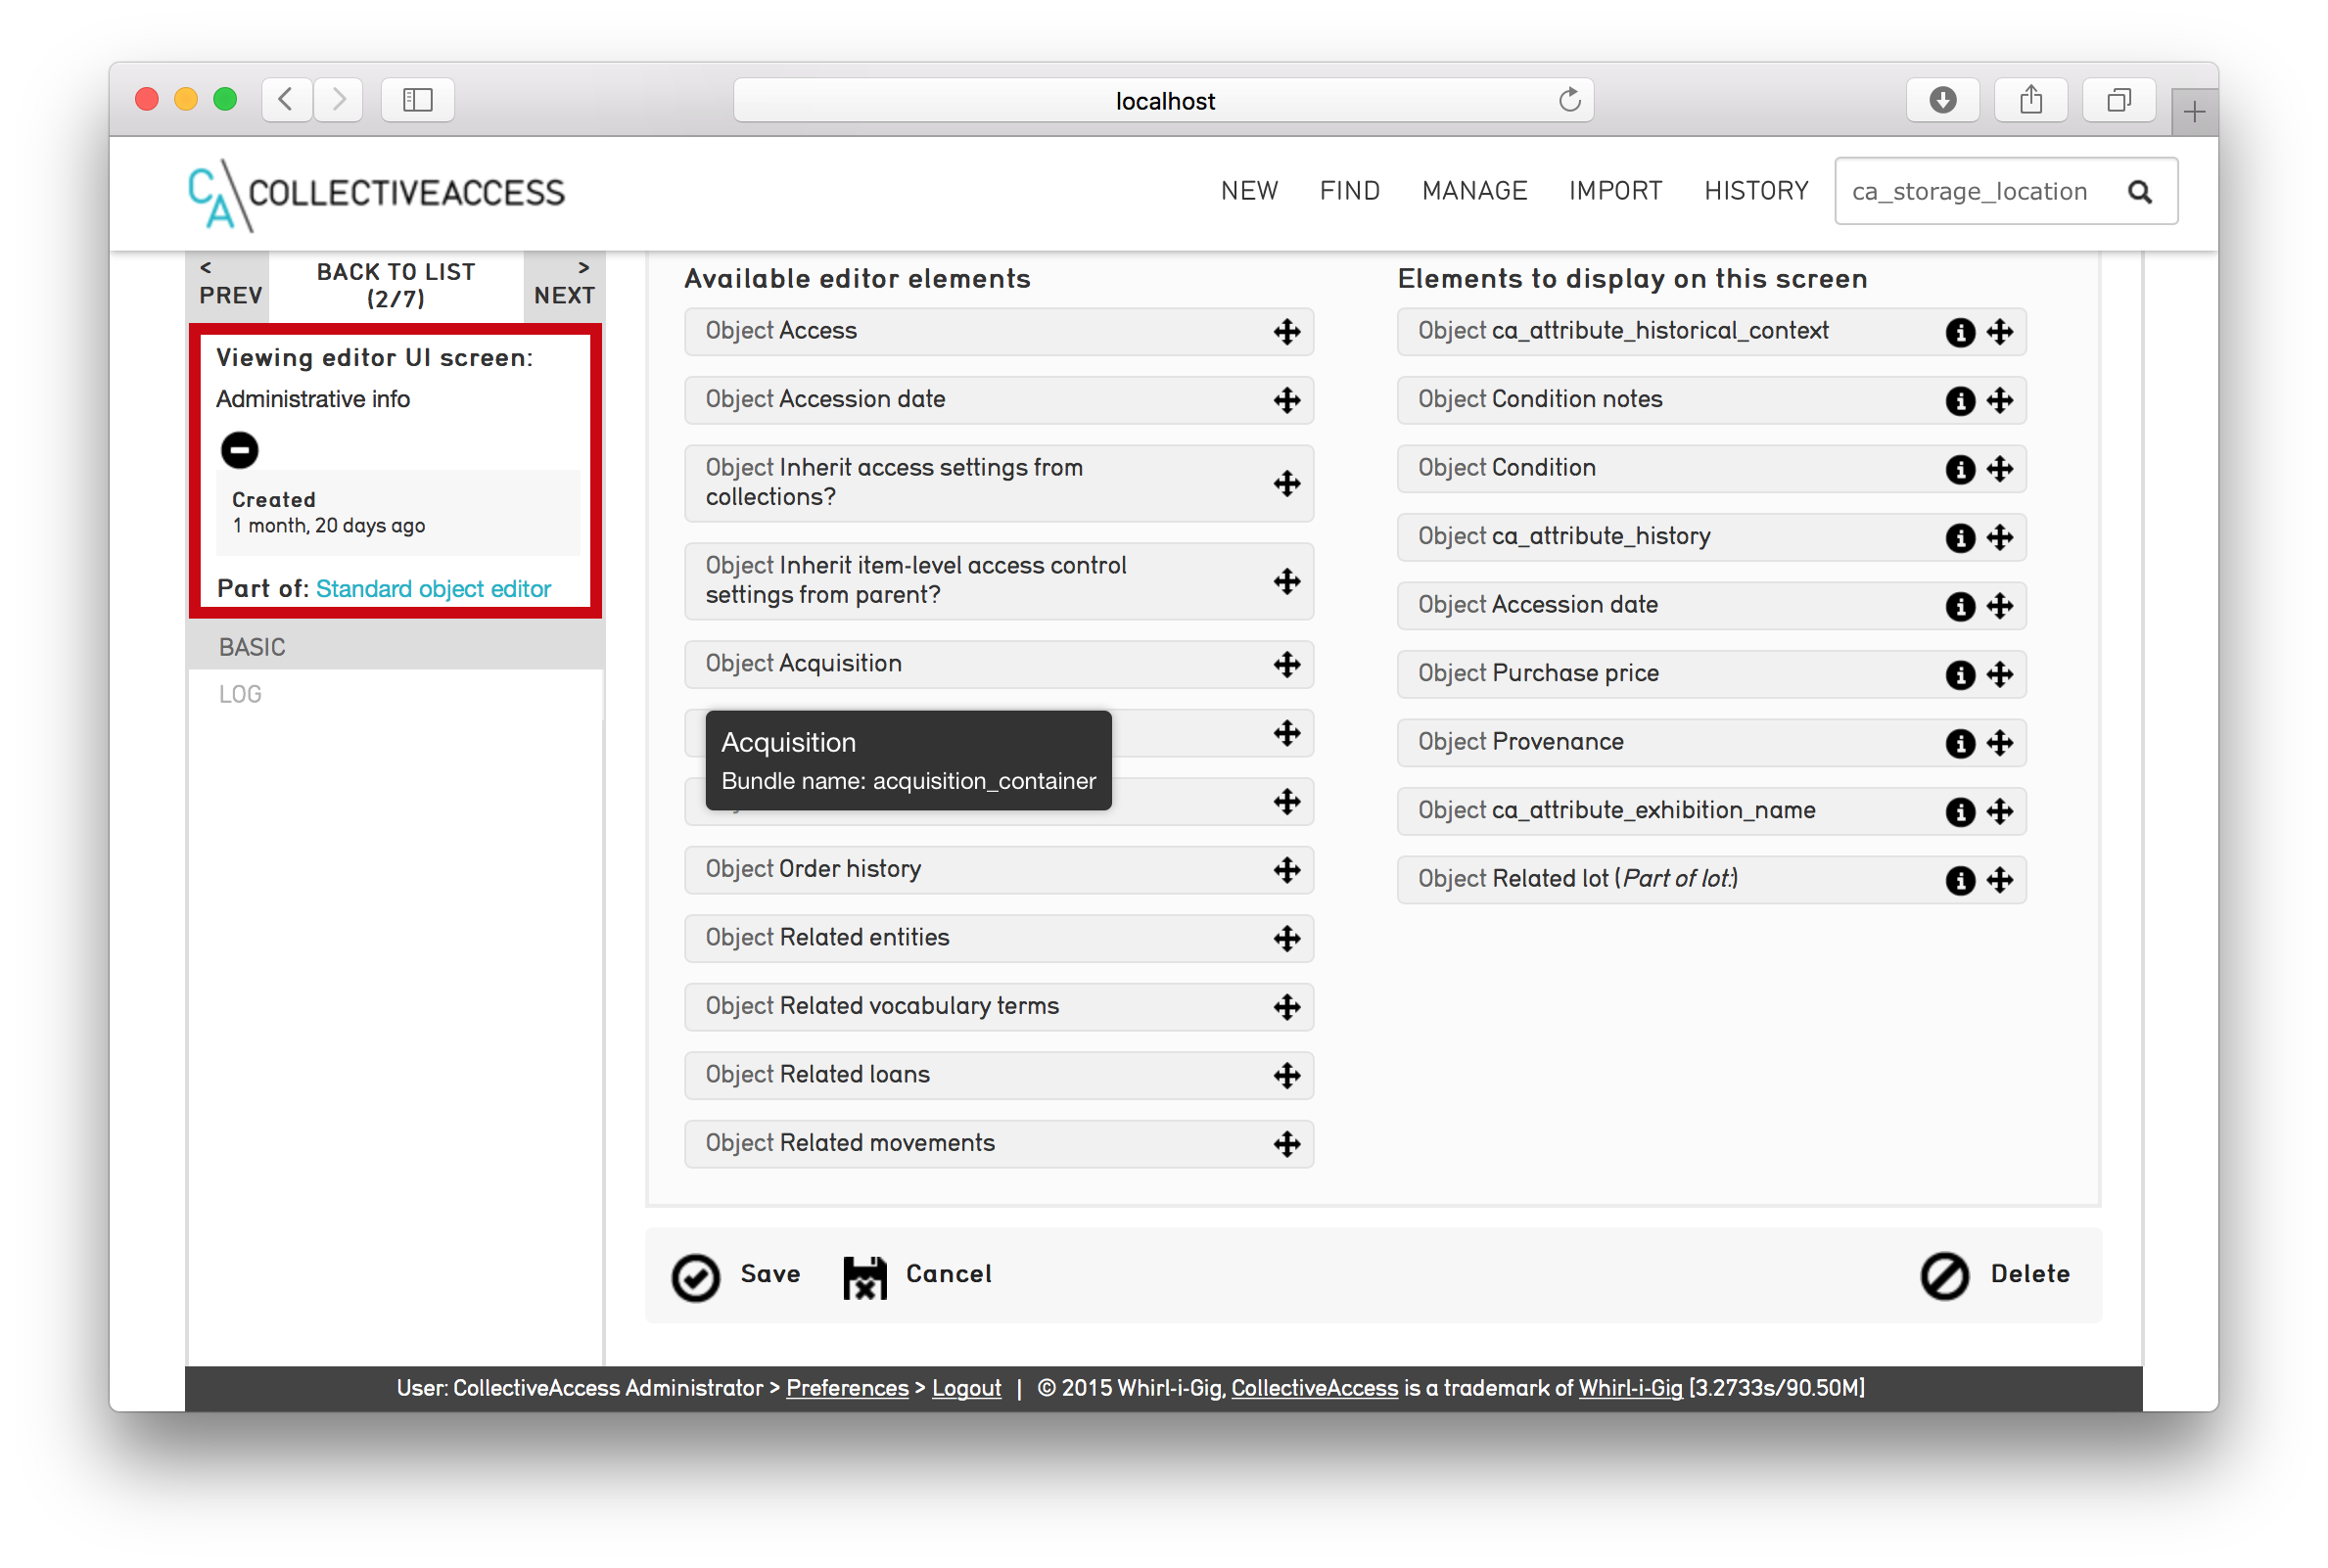 localhost
CA COLLECTIVEACCESS
NEW FIND MANAGE IMPORT HISTORY ca_storage_location
< PREV
BACK TO LIST
(2/7)
> NEXT
Viewing editor UI screen:
Administrative info
Created
1 month, 20 days ago
Part of: Standard object editor
BASIC
LOG
Available editor elements
Object Access
Object Accession date
Object Inherit access settings from
collections?
Object Inherit item-level access control
settings from parent?
Object Acquisition
Acquisition
Bundle name: acquisition_container
Object Order history
Object Related entities
Object Related vocabulary terms
Object Related loans
Object Related movements
Elements to display on this screen
Object ca_attribute_historical_context
Object Condition notes
Object Condition
Object ca_attribute_history
Object Accession date
Object Purchase price
Object Provenance
Object ca_attribute_exhibition_name
Object Related lot (Part of lot:)
Save Cancel Delete
User: CollectiveAccess Administrator > Preferences > Logout | © 2015 Whirl-i-Gig, CollectiveAccess is a trademark of Whirl-i-Gig [3.2733s/90.50M]